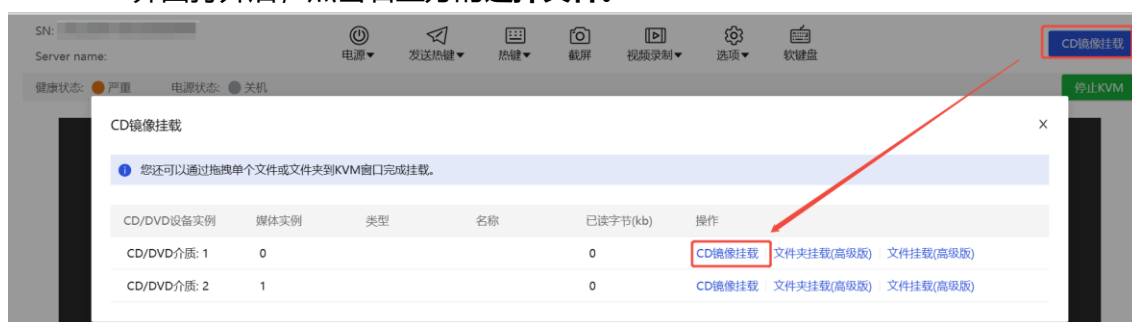 SN:
Server name:
电源▼
发送热键▼
热键▼
截屏
视频录制▼
选项▼
软键盘
CD镜像挂载
健康状态: 严重 电源状态: 关机
停止KVM
CD镜像挂载
X
您还可以通过拖拽单个文件或文件夹到KVM窗口完成挂载。
CD/DVD设备实例 媒体实例 类型 名称 已读字节(kb) 操作
CD/DVD介质: 1 0 0 CD镜像挂载 文件夹挂载(高级版) 文件挂载(高级版)
CD/DVD介质: 2 1 0 CD镜像挂载 文件夹挂载(高级版) 文件挂载(高级版)